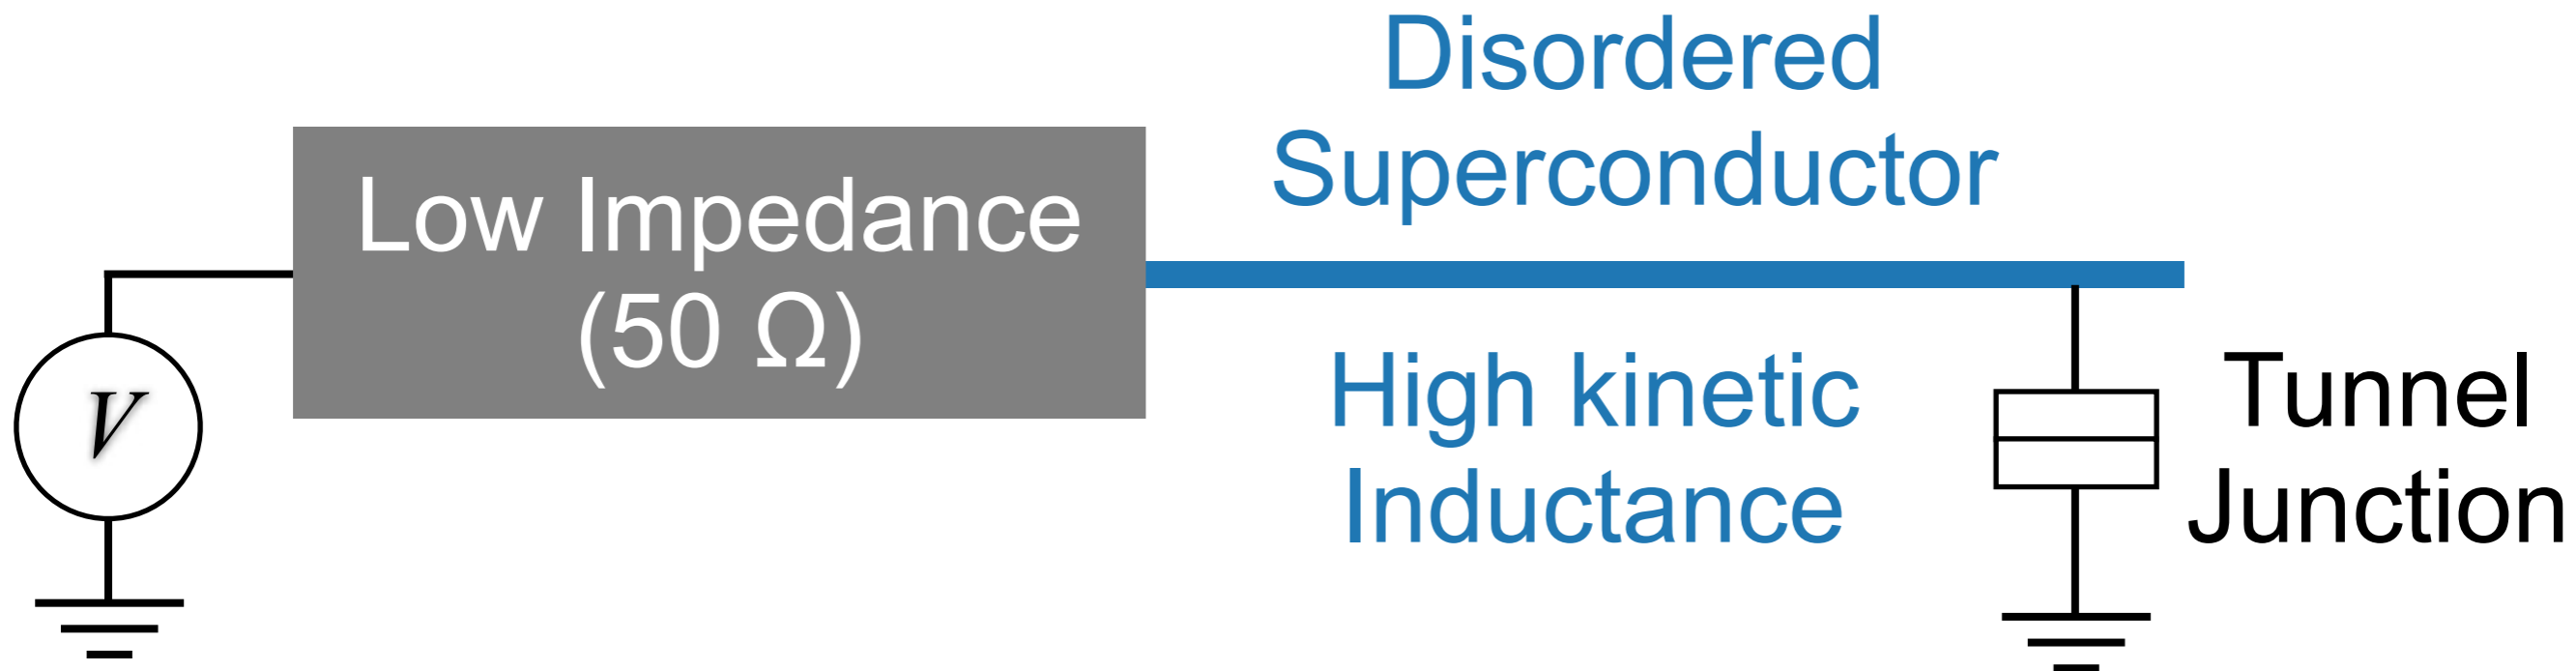 Disordered
Superconductor
Low Impedance
(50 Ω)
V
High kinetic
Inductance
Tunnel
Junction